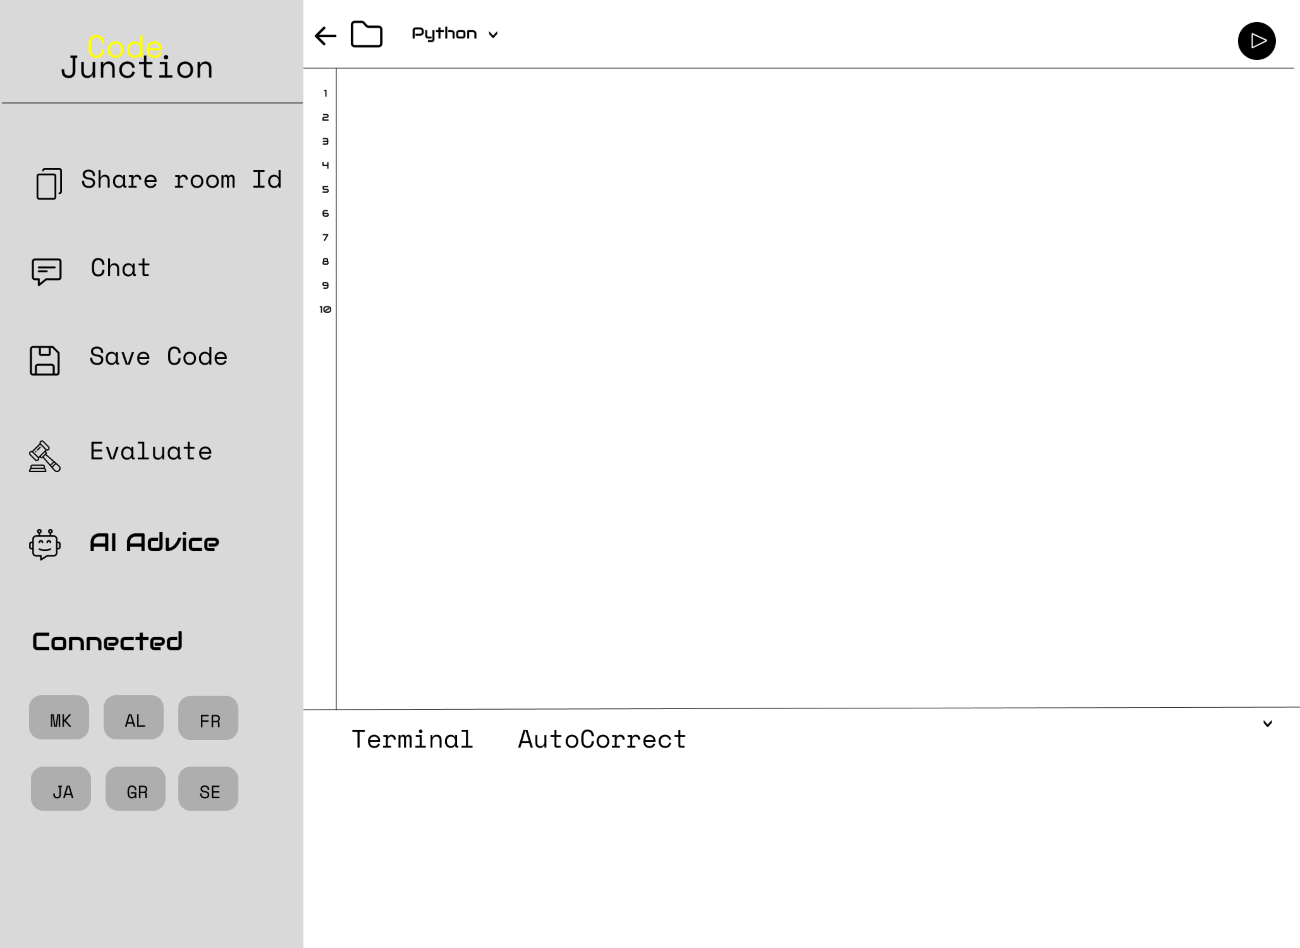 Code
Junction
Share room Id
Chat
Save Code
Evaluate
AI Advice
Connected
MK AL FR
JA GR SE
Python
1
2
3
4
5
6
7
8
9
10
Terminal AutoCorrect